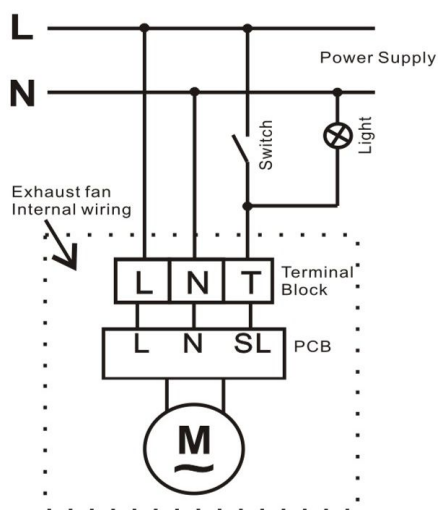 L
Power Supply
N
Switch
Light
Exhaust fan
Internal wiring
L N T
Terminal
Block
L N SL
PCB
M
~